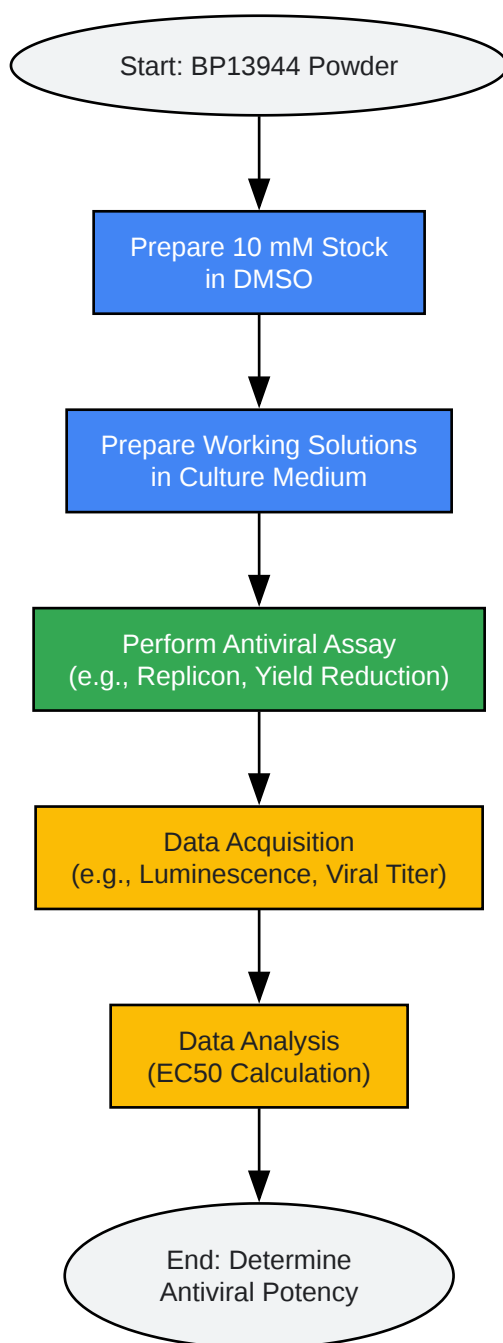 Start: BP13944 Powder
Prepare 10 mM Stock
in DMSO
Prepare Working Solutions
in Culture Medium
Perform Antiviral Assay
(e.g., Replicon, Yield Reduction)
Data Acquisition
(e.g., Luminescence, Viral Titer)
Data Analysis
(EC50 Calculation)
End: Determine
Antiviral Potency